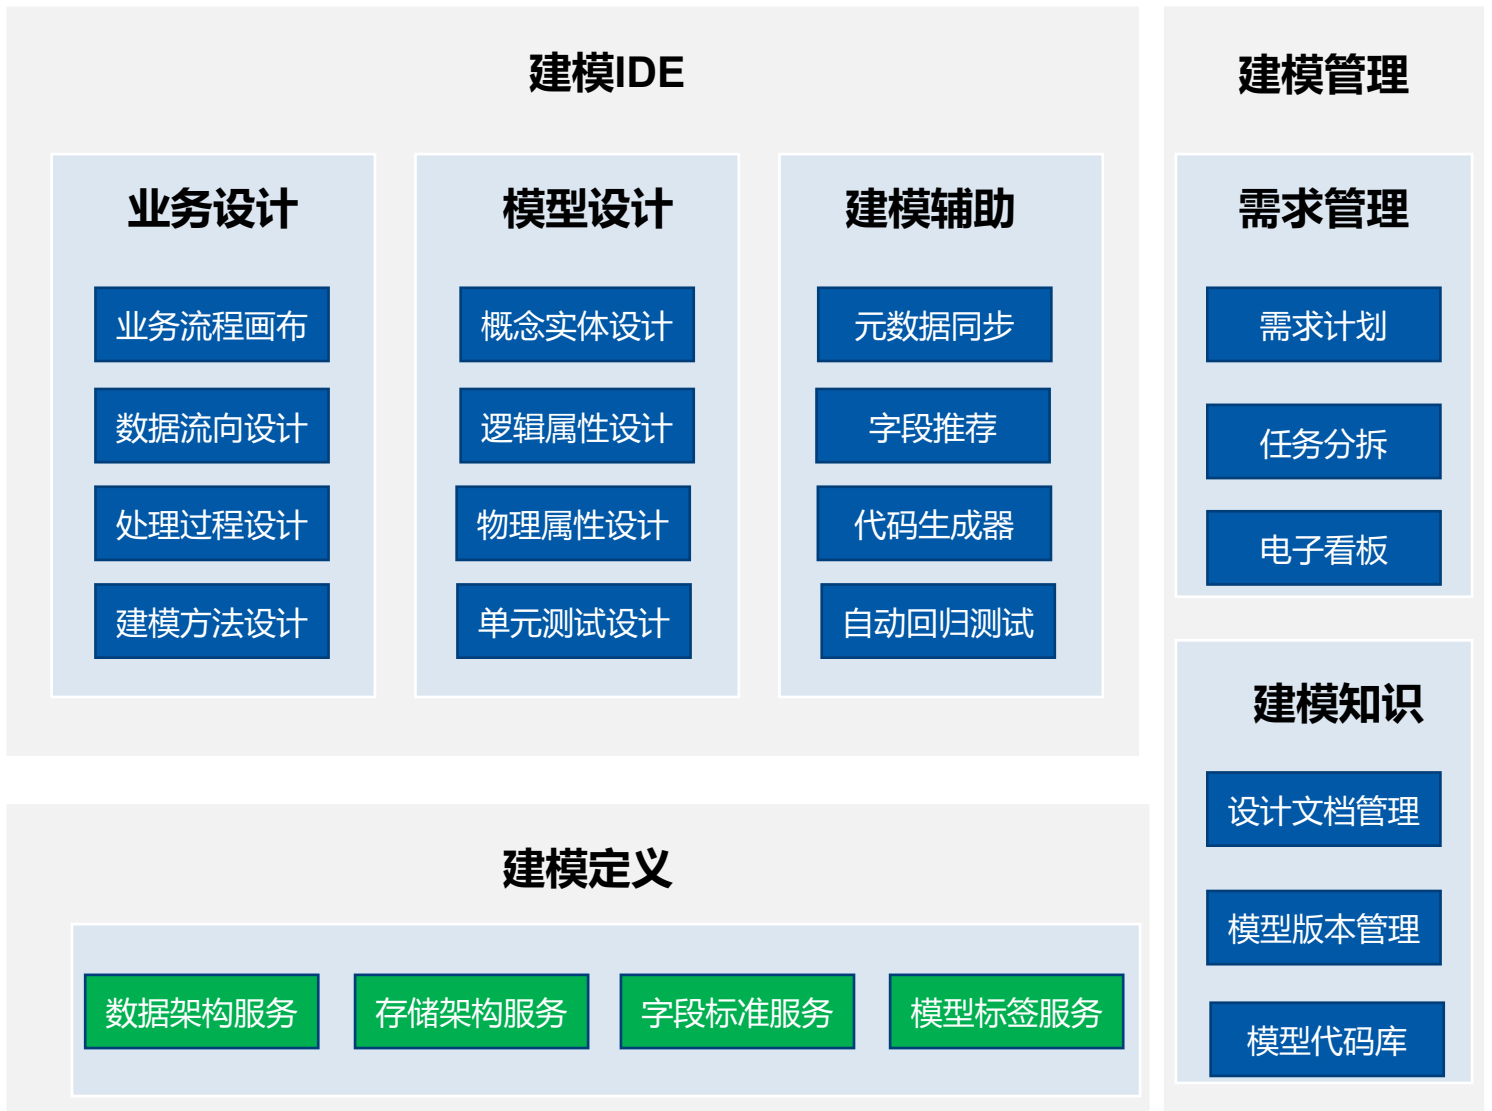 建模IDE
业务设计
业务流程画布
数据流向设计
处理过程设计
建模方法设计
模型设计
概念实体设计
逻辑属性设计
物理属性设计
单元测试设计
建模辅助
元数据同步
字段推荐
代码生成器
自动回归测试
建模定义
数据架构服务
存储架构服务
字段标准服务
模型标签服务
建模管理
需求管理
需求计划
任务分拆
电子看板
建模知识
设计文档管理
模型版本管理
模型代码库